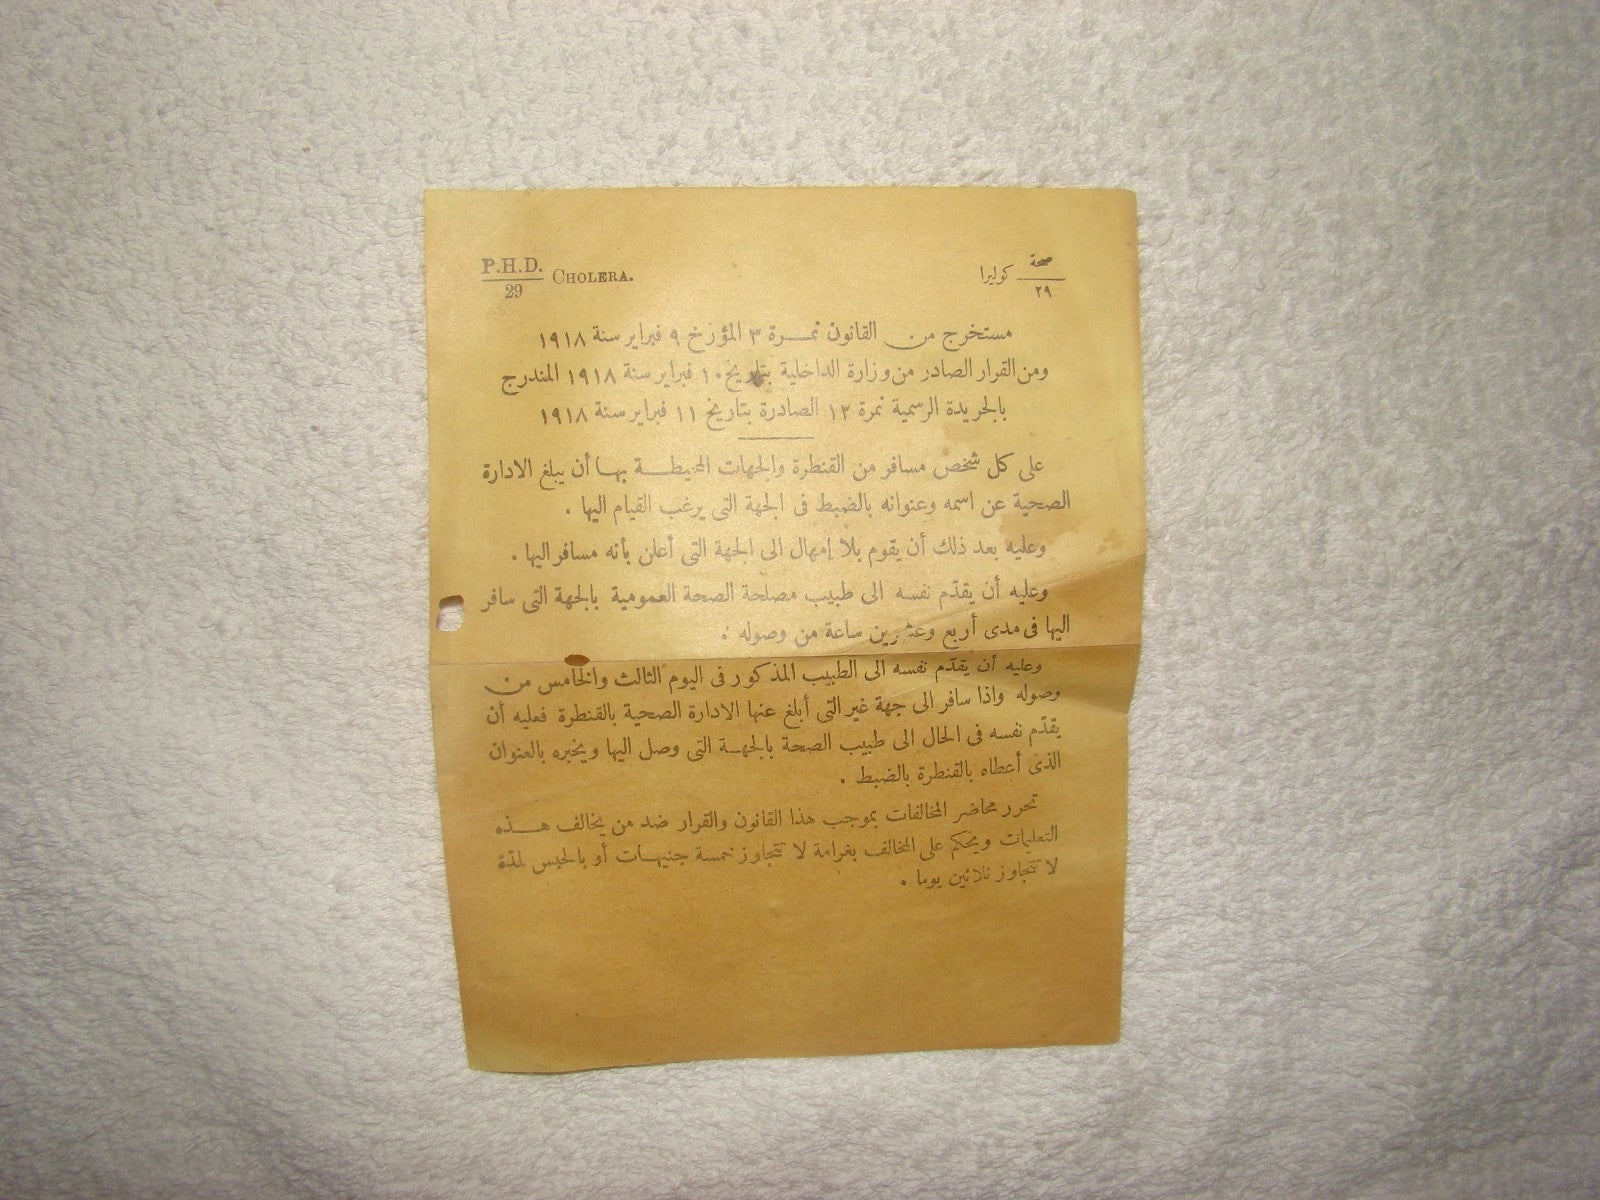 P.H.D.
29
CHOLERA.
صحة
٢٩
كوليرا
مستخرج من القانون نمرة ٣ المؤرخ ٩ فبراير سنة ١٩١٨
ومن القرار الصادر من وزارة الداخلية بتاريخ ١٠ فبراير سنة ١٩١٨ المندرج
بالجريدة الرسمية نمرة ١٢ الصادرة بتاريخ ١١ فبراير سنة ١٩١٨
على كل شخص مسافر من القنطرة والجهات المحيطة بها أن يبلغ الادارة
الصحية عن اسمه وعنوانه بالضبط فى الجهة التى يرغب القيام اليها .
وعليه بعد ذلك أن يقوم بلا إمهال الى الجهة التى أعلن بأنه مسافر اليها .
وعليه أن يقدّم نفسه الى طبيب مصلحة الصحة العمومية بالجهة التى سافر
اليها فى مدى أربع وعشرين ساعة من وصوله .
وعليه أن يقدّم نفسه الى الطبيب المذكور فى اليوم الثالث والخامس من
وصوله واذا سافر الى جهة غير التى أبلغ عنها الادارة الصحية بالقنطرة فعليه أن
يقدّم نفسه فى الحال الى طبيب الصحة بالجهة التى وصل اليها ويخبره بالعنوان
الذى أعطاه بالقنطرة بالضبط .
تحرر محاضر المخالفات بموجب هذا القانون والقرار ضد من يخالف هذه
التعليمات ويحكم على المخالف بغرامة لا تتجاوز خمسة جنيهات أو بالحبس لمدّة
لا تتجاوز ثلاثين يوما .